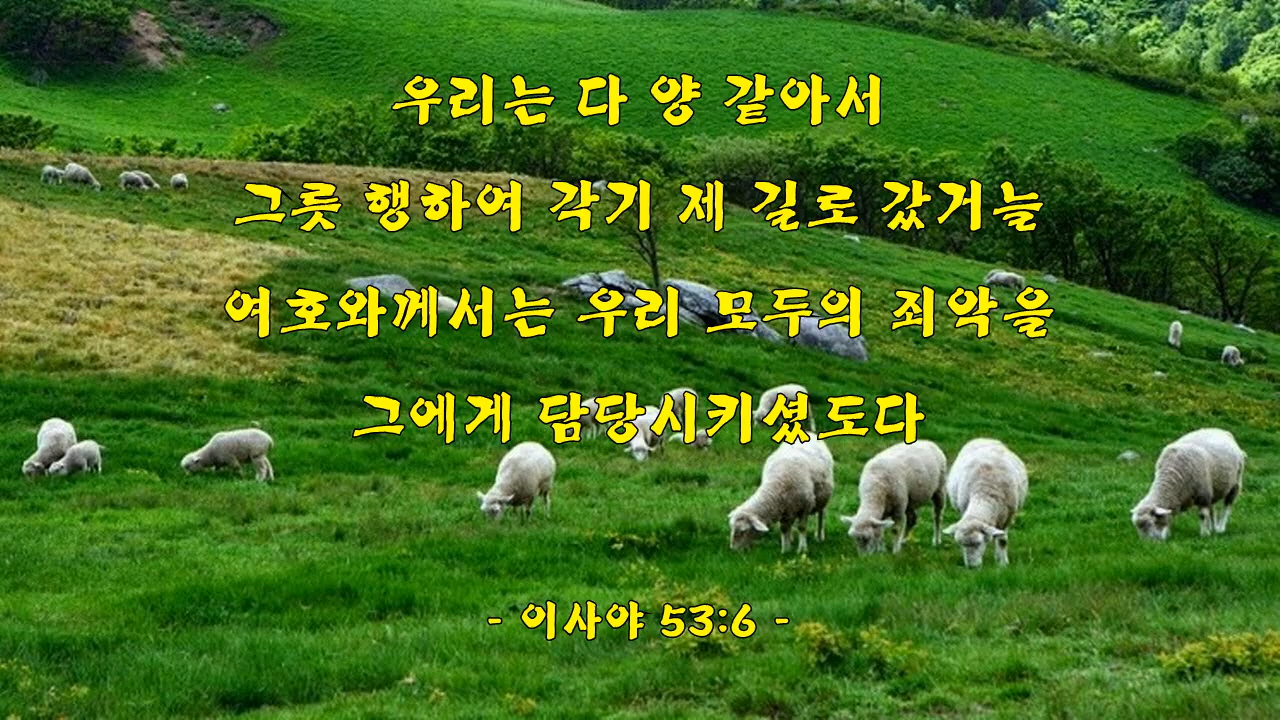 우리는 다 양 같아서
그릇 행하여 각기 제 길로 갔거늘
여호와께서는 우리 모두의 죄악을
그에게 담당시키셨도다
- 이사야 53:6 -